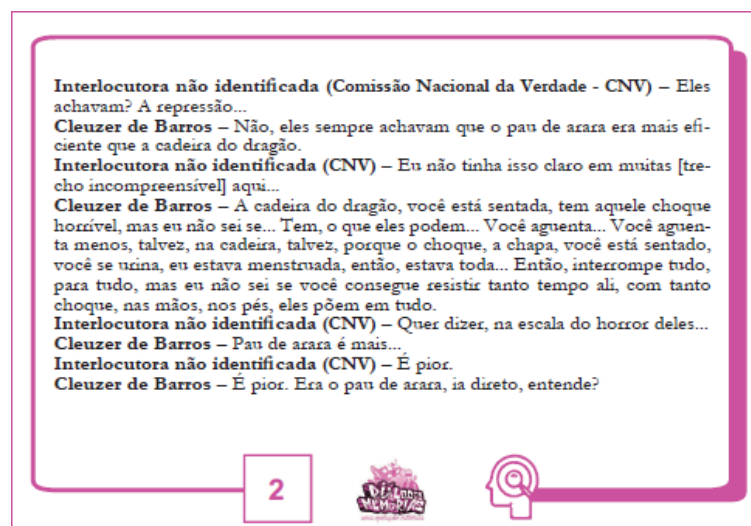 Interlocutora não identificada (Comissão Nacional da Verdade - CNV) – Eles
achavam? A repressão...
Cleuzer de Barros – Não, eles sempre achavam que o pau de arara era mais efi-
ciente que a cadeira do dragão.
Interlocutora não identificada (CNV) – Eu não tinha isso claro em muitas [tre-
cho incompreensível] aqui...
Cleuzer de Barros – A cadeira do dragão, você está sentada, tem aquele choque
horrível, mas eu não sei se... Tem, o que eles podem... Você aguenta... Você aguen-
ta menos, talvez, na cadeira, talvez, porque o choque, a chapa, você está sentado,
você se urina, eu estava menstruada, então, estava toda... Então, interrompe tudo,
para tudo, mas eu não sei se você consegue resistir tanto tempo ali, com tanto
choque, nas mãos, nos pés, eles põem em tudo.
Interlocutora não identificada (CNV) – Quer dizer, na escala do horror deles...
Cleuzer de Barros – Pau de arara é mais...
Interlocutora não identificada (CNV) – É pior.
Cleuzer de Barros – É pior. Era o pau de arara, ia direto, entende?
2
MEMÓRIAS